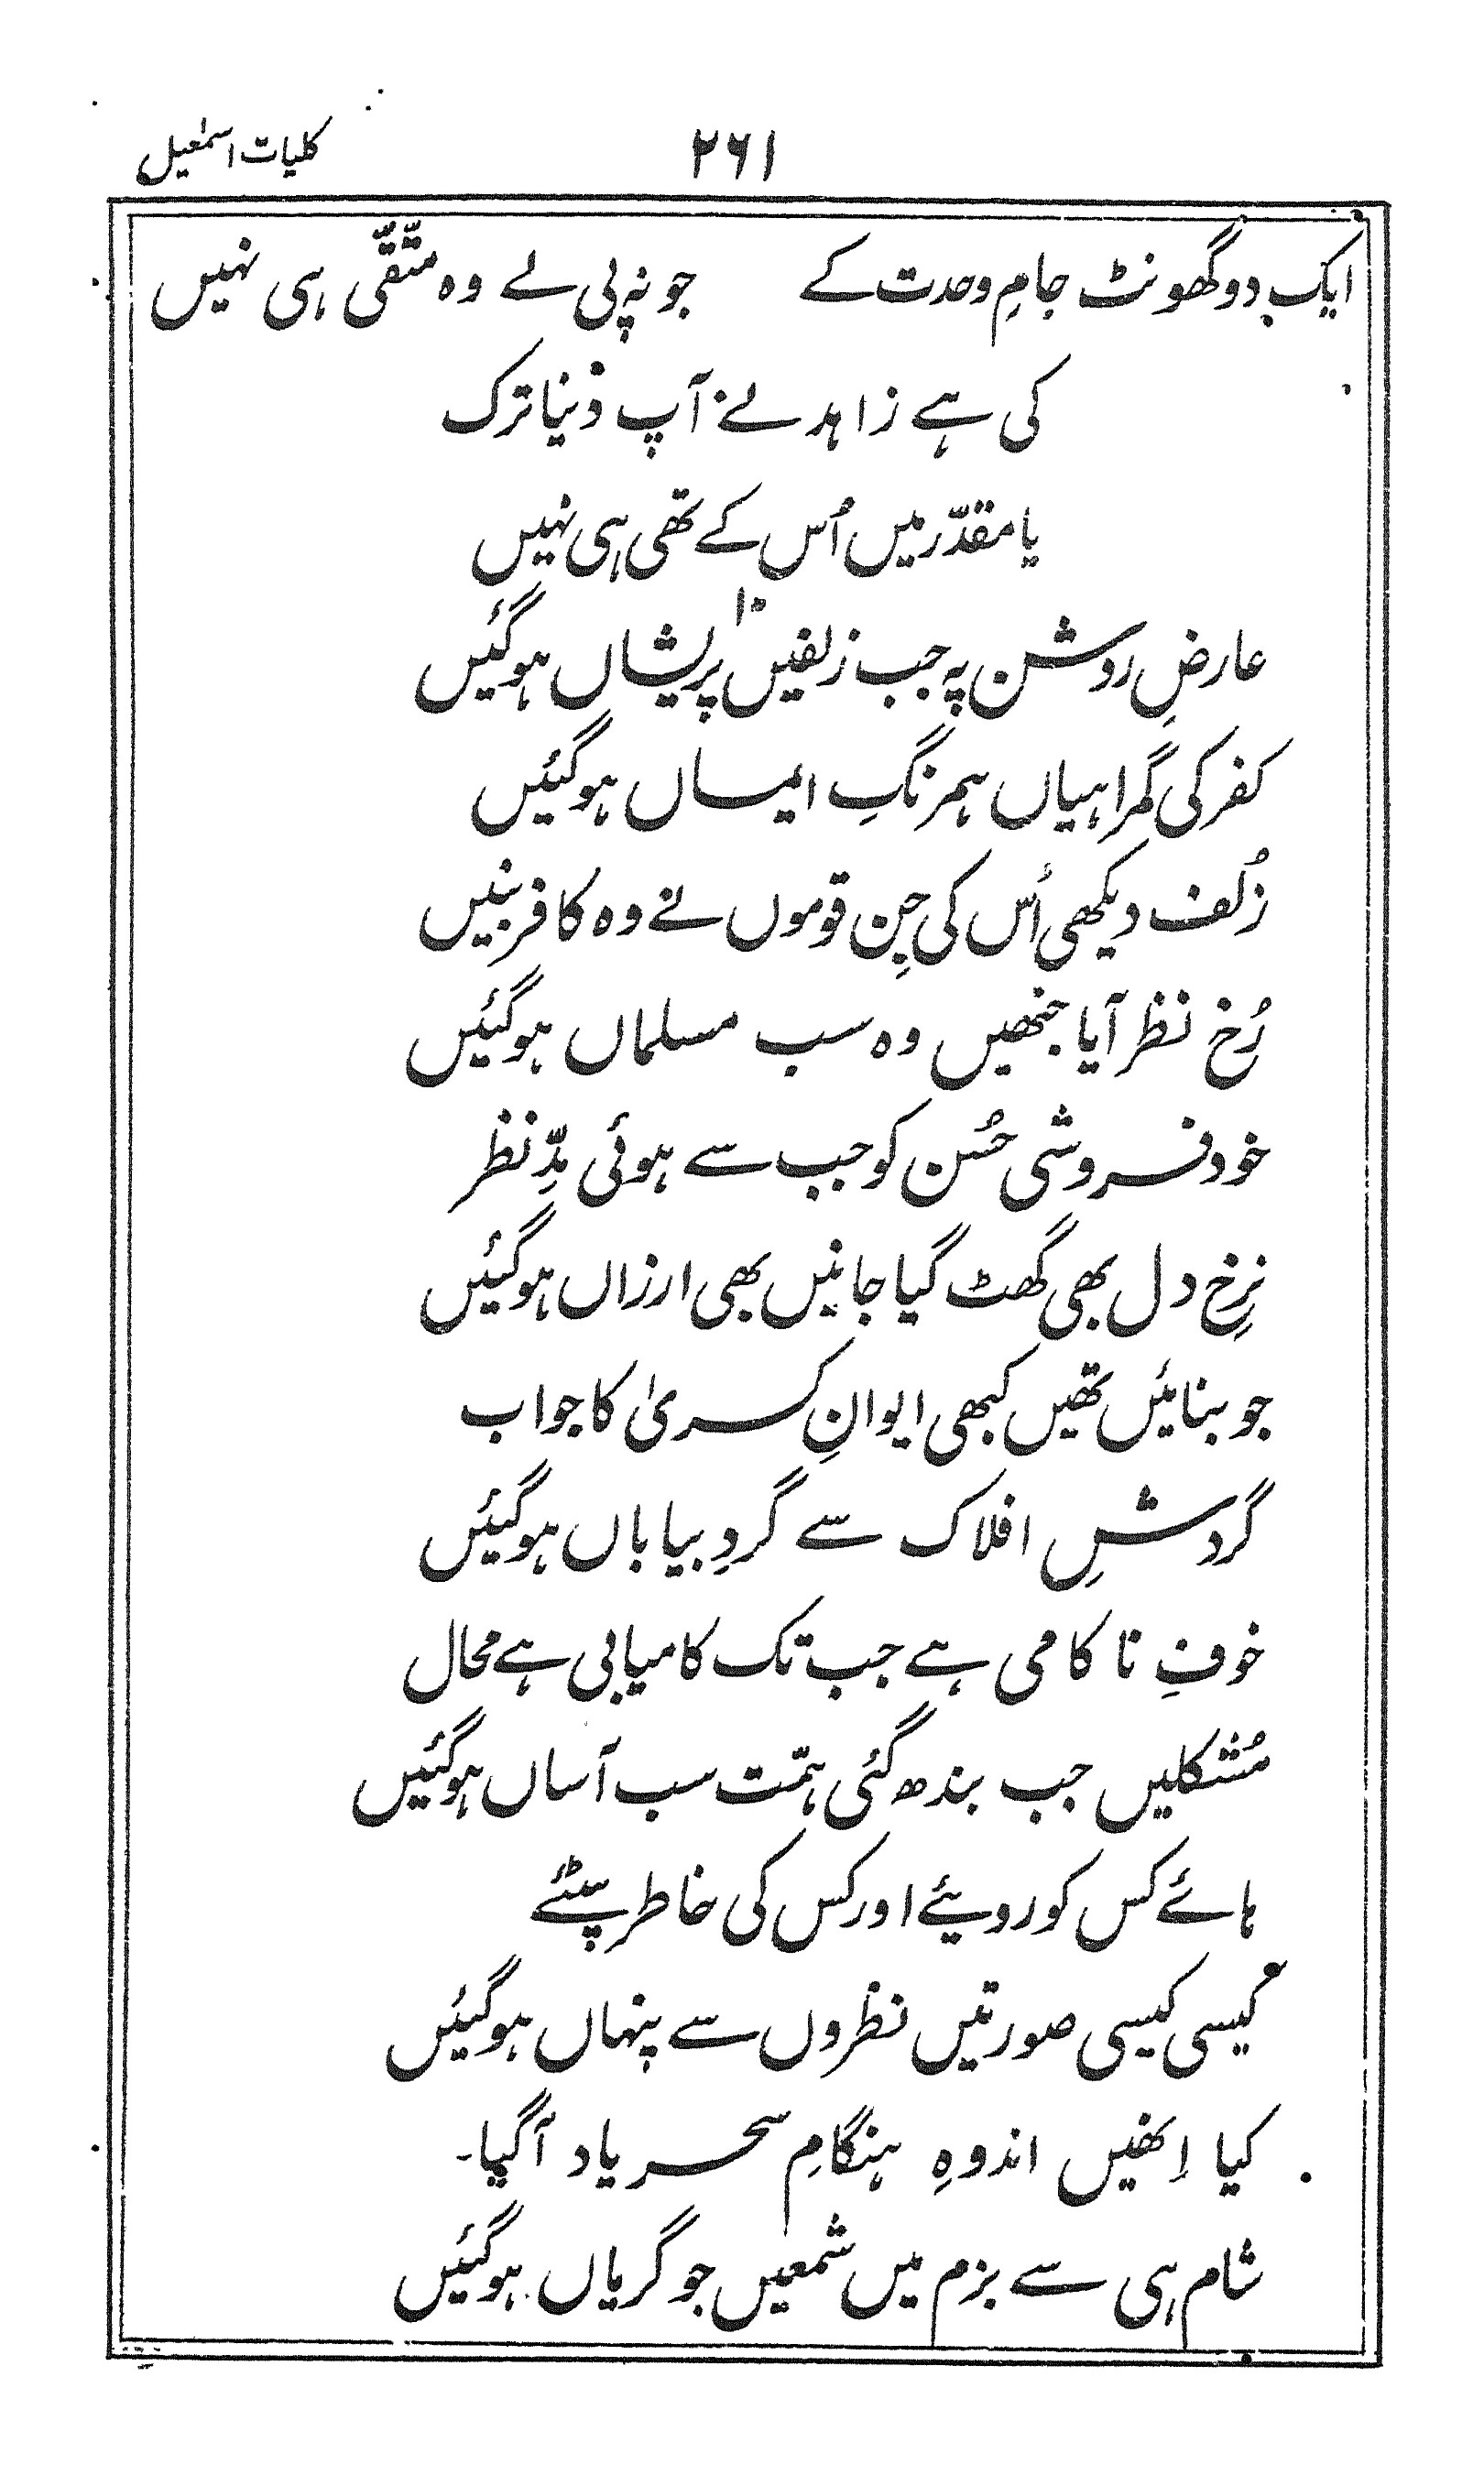 کلیات اسمٰعیل
۲۶۱
ایک دو گھونٹ جامِ وحدت کے جو نہ پی لے وہ متّقی ہی نہیں
کی ہے زاہد نے آپ دُنیا ترک
یا مقدّر میں اُس کے تھی ہی نہیں
عارضِ روشن پہ جب زلفیں پریشاں ہوگئیں
کفر کی گمراہیاں ہمرنگِ ایماں ہوگئیں
زُلف دیکھی اُس کی جِن قوموں نے وہ کافر بنیں
رُخ نظر آیا جنھیں وہ سب مسلماں ہوگئیں
خود فروشی حُسن کو جب سے ہوئی مدِّ نظر
نرِخ دل بھی گھٹ گیا جانیں بھی ارزاں ہوگئیں
جو بنائیں تھیں کبھی ایوانِ کسریٰ کا جواب
گردشِ افلاک سے گردِ بیاباں ہوگئیں
خوفِ ناکامی ہے جب تک کامیابی ہے محال
مُشکلیں جب بندھ گئی ہمّت سب آساں ہوگئیں
ہائے کس کو رویئے اور کس کی خاطر پیٹئے
کیسی کیسی صورتیں نظروں سے پنہاں ہوگئیں
کیا اِنھیں اندوہِ ہنگامِ سحر یاد آگیا۔
شام ہی سے بزم میں شمعیں جو گریاں ہوگئیں